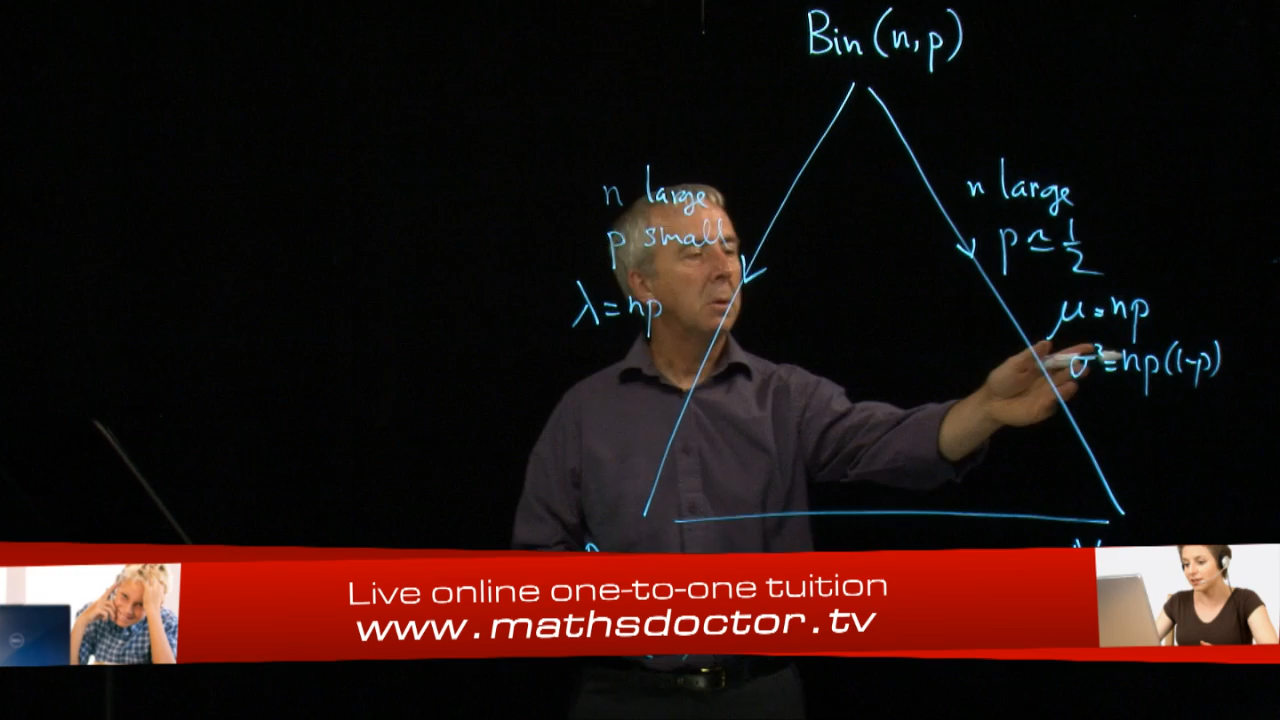 Bin (n, p)
n large
p small
λ = np
n large
p ≃ 1/2
μ = np
σ² = np(1-p)
Live online one-to-one tuition
www.mathsdoctor.tv